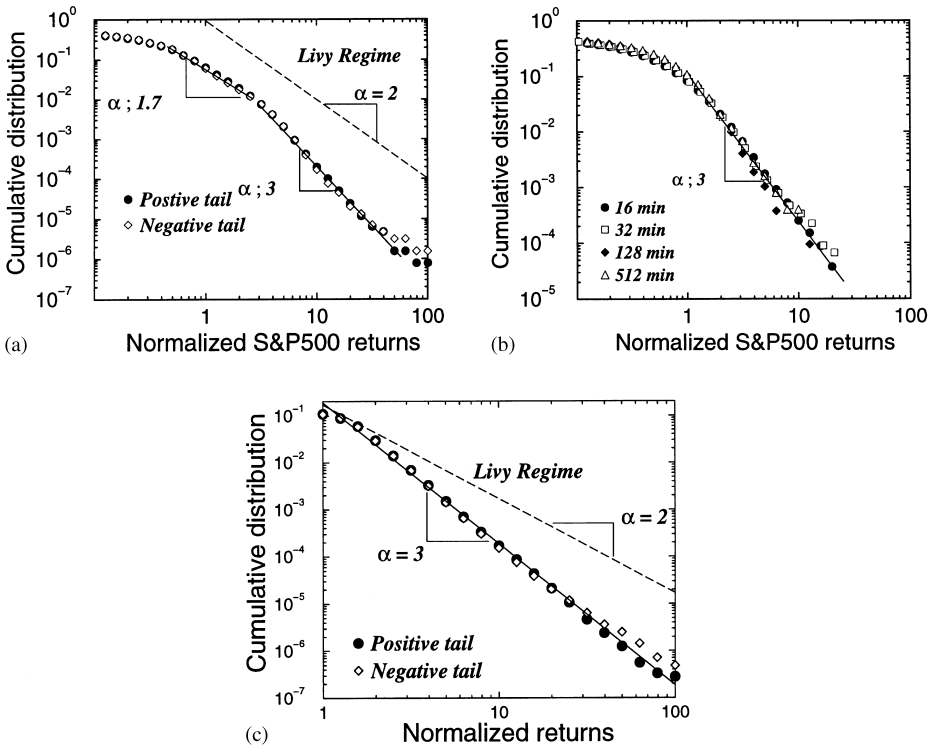 10⁰
10⁻¹
10⁻²
10⁻³
10⁻⁴
10⁻⁵
10⁻⁶
10⁻⁷
Cumulative distribution
Livy Regime
α = 2
α ; 1.7
α ; 3
Postive tail
Negative tail
1 10 100
Normalized S&P500 returns
(a)
10⁰
10⁻¹
10⁻²
10⁻³
10⁻⁴
10⁻⁵
Cumulative distribution
α ; 3
16 min
32 min
128 min
512 min
1 10 100
Normalized S&P500 returns
(b)
10⁻¹
10⁻²
10⁻³
10⁻⁴
10⁻⁵
10⁻⁶
10⁻⁷
Cumulative distribution
Livy Regime
α = 2
α = 3
Positive tail
Negative tail
1 10 100
Normalized returns
(c)